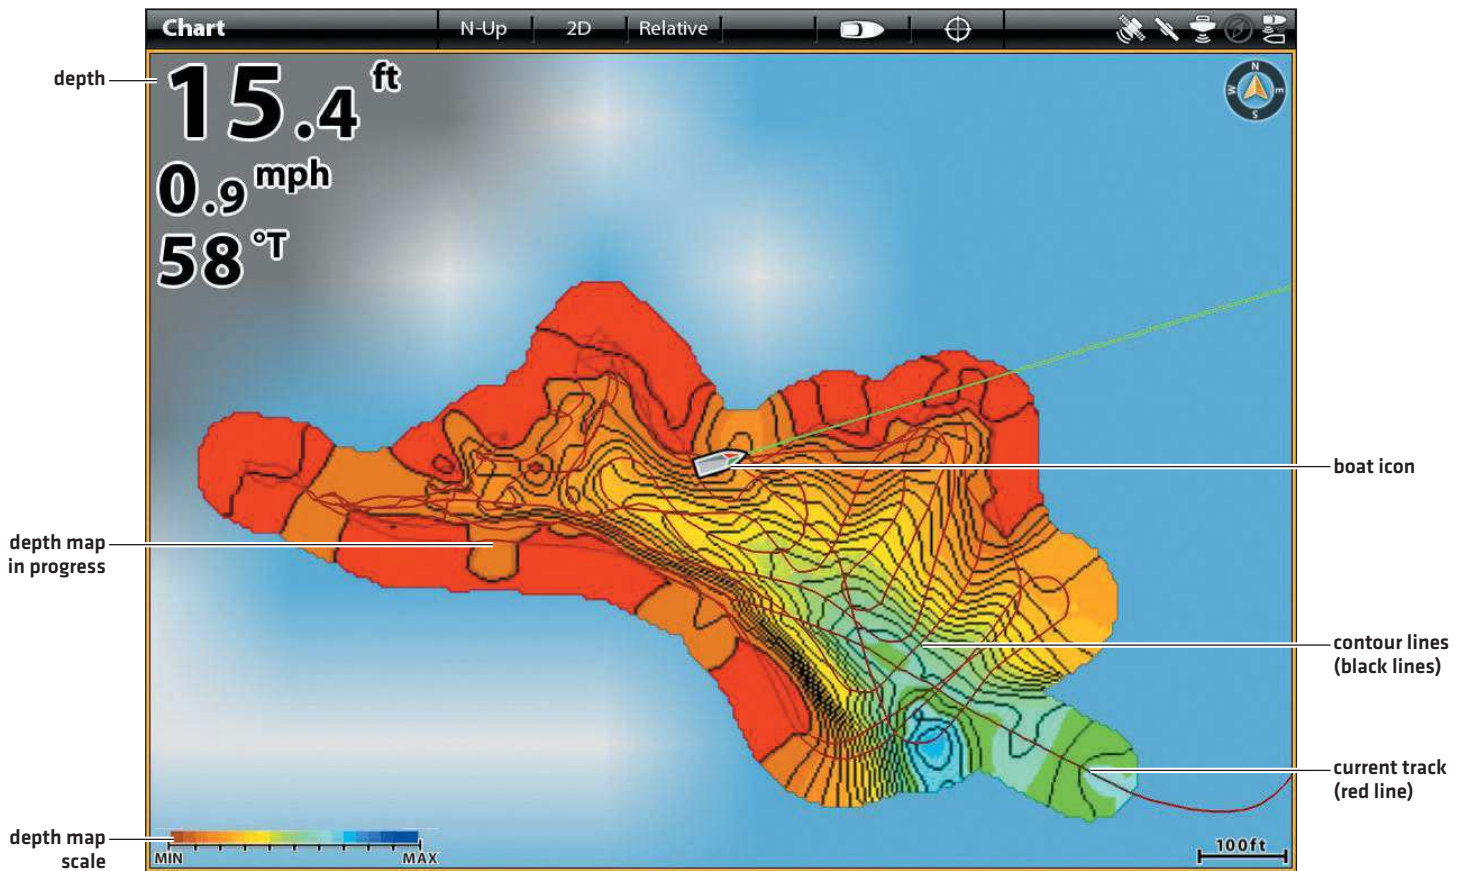 Chart N-Up 2D Relative
depth
15.4 ft
0.9 mph
58 °T
N
W E
S
boat icon
depth map
in progress
contour lines
(black lines)
current track
(red line)
depth map
scale
MIN MAX
100ft